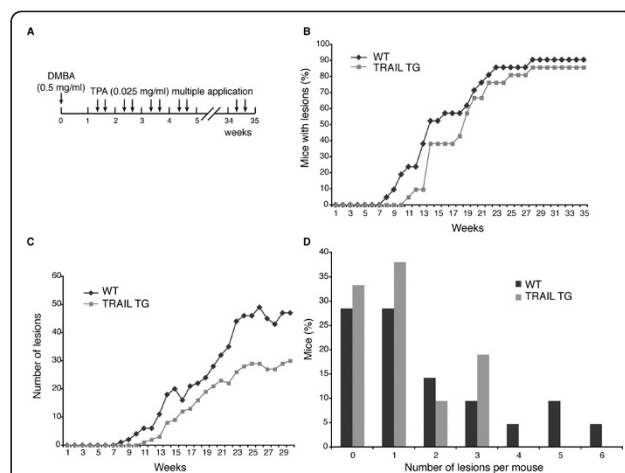 A
DMBA
(0.5 mg/ml)
TPA (0.025 mg/ml) multiple application
0 1 2 3 4 5 34 35
weeks
B
Mice with lesions (%)
100
90
80
70
60
50
40
30
20
10
0
WT
TRAIL TG
1 3 5 7 9 11 13 15 17 19 21 23 25 27 29 31 33 35
Weeks
C
Number of lesions
60
50
40
30
20
10
0
WT
TRAIL TG
1 3 5 7 9 11 13 15 17 19 21 23 25 27 29
Weeks
D
Mice (%)
40
35
30
25
20
15
10
5
0
WT
TRAIL TG
0 1 2 3 4 5 6
Number of lesions per mouse